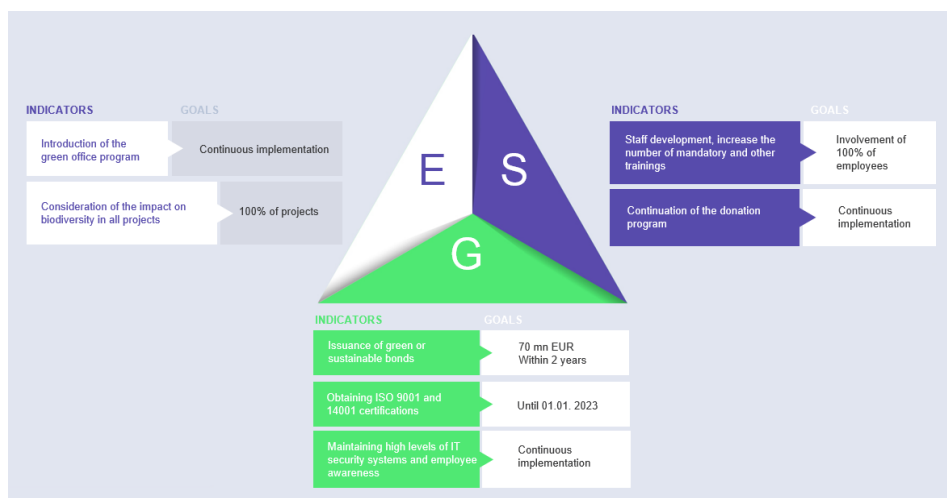 INDICATORS
GOALS
Introduction of the
green office program
Continuous implementation
Consideration of the impact on
biodiversity in all projects
100% of projects
E
S
G
INDICATORS
GOALS
Staff development, increase the
number of mandatory and other
trainings
Involvement of
100% of
employees
Continuation of the donation
program
Continuous
implementation
INDICATORS
GOALS
Issuance of green or
sustainable bonds
70 mn EUR
Within 2 years
Obtaining ISO 9001 and
14001 certifications
Until 01.01. 2023
Maintaining high levels of IT
security systems and employee
awareness
Continuous
implementation